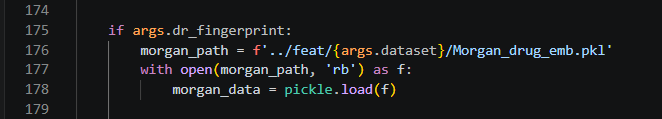 174
175 if args.dr_fingerprint:
176 morgan_path = f'../feat/{args.dataset}/Morgan_drug_emb.pkl'
177 with open(morgan_path, 'rb') as f:
178 morgan_data = pickle.load(f)
179